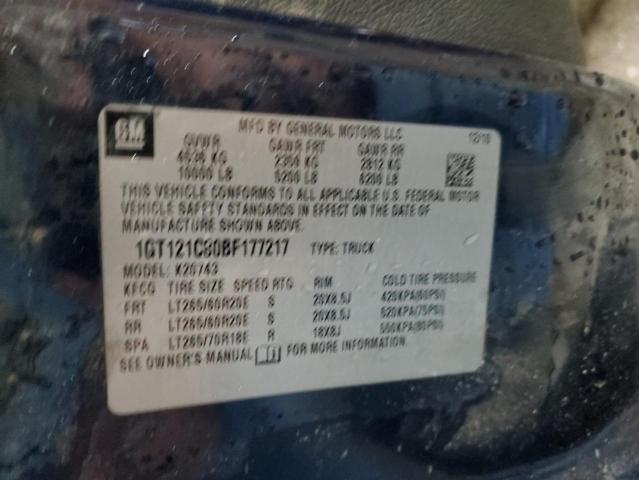 GM
MFG BY GENERAL MOTORS LLC 12/10
GVWR GAWR FRT GAWR RR
4536 KG 2359 KG 2812 KG
10000 LB 5200 LB 6200 LB
THIS VEHICLE CONFORMS TO ALL APPLICABLE U.S. FEDERAL MOTOR
VEHICLE SAFETY STANDARDS IN EFFECT ON THE DATE OF
MANUFACTURE SHOWN ABOVE.
1GT121C80BF177217 TYPE: TRUCK
MODEL: K20743
KFCG TIRE SIZE SPEED RTG RIM COLD TIRE PRESSURE
FRT LT265/60R20E S 20X8.5J 420KPA(60PSI)
RR LT265/60R20E S 20X8.5J 520KPA(75PSI)
SPA LT265/70R18E R 18X8J 550KPA(80PSI)
SEE OWNER'S MANUAL FOR MORE INFORMATION.